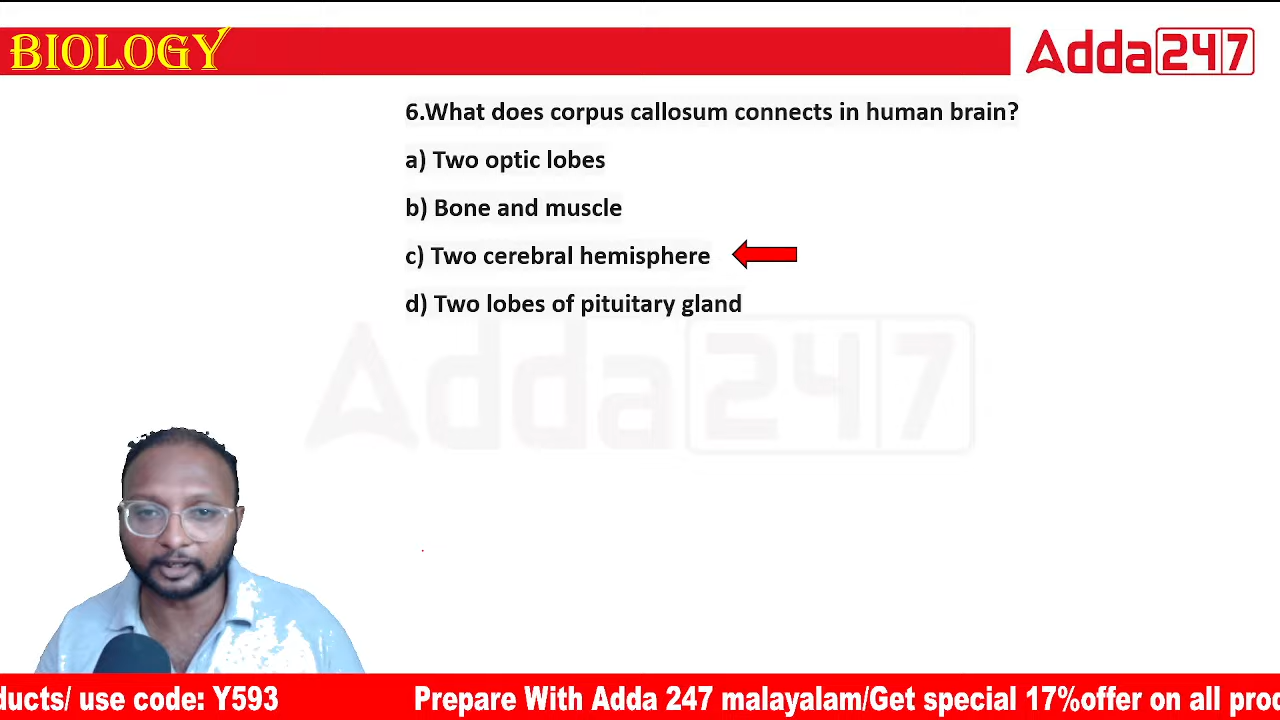 BIOLOGY
Adda247
6.What does corpus callosum connects in human brain?
a) Two optic lobes
b) Bone and muscle
c) Two cerebral hemisphere
d) Two lobes of pituitary gland
Adda247
ducts/ use code: Y593 Prepare With Adda 247 malayalam/Get special 17%offer on all prod